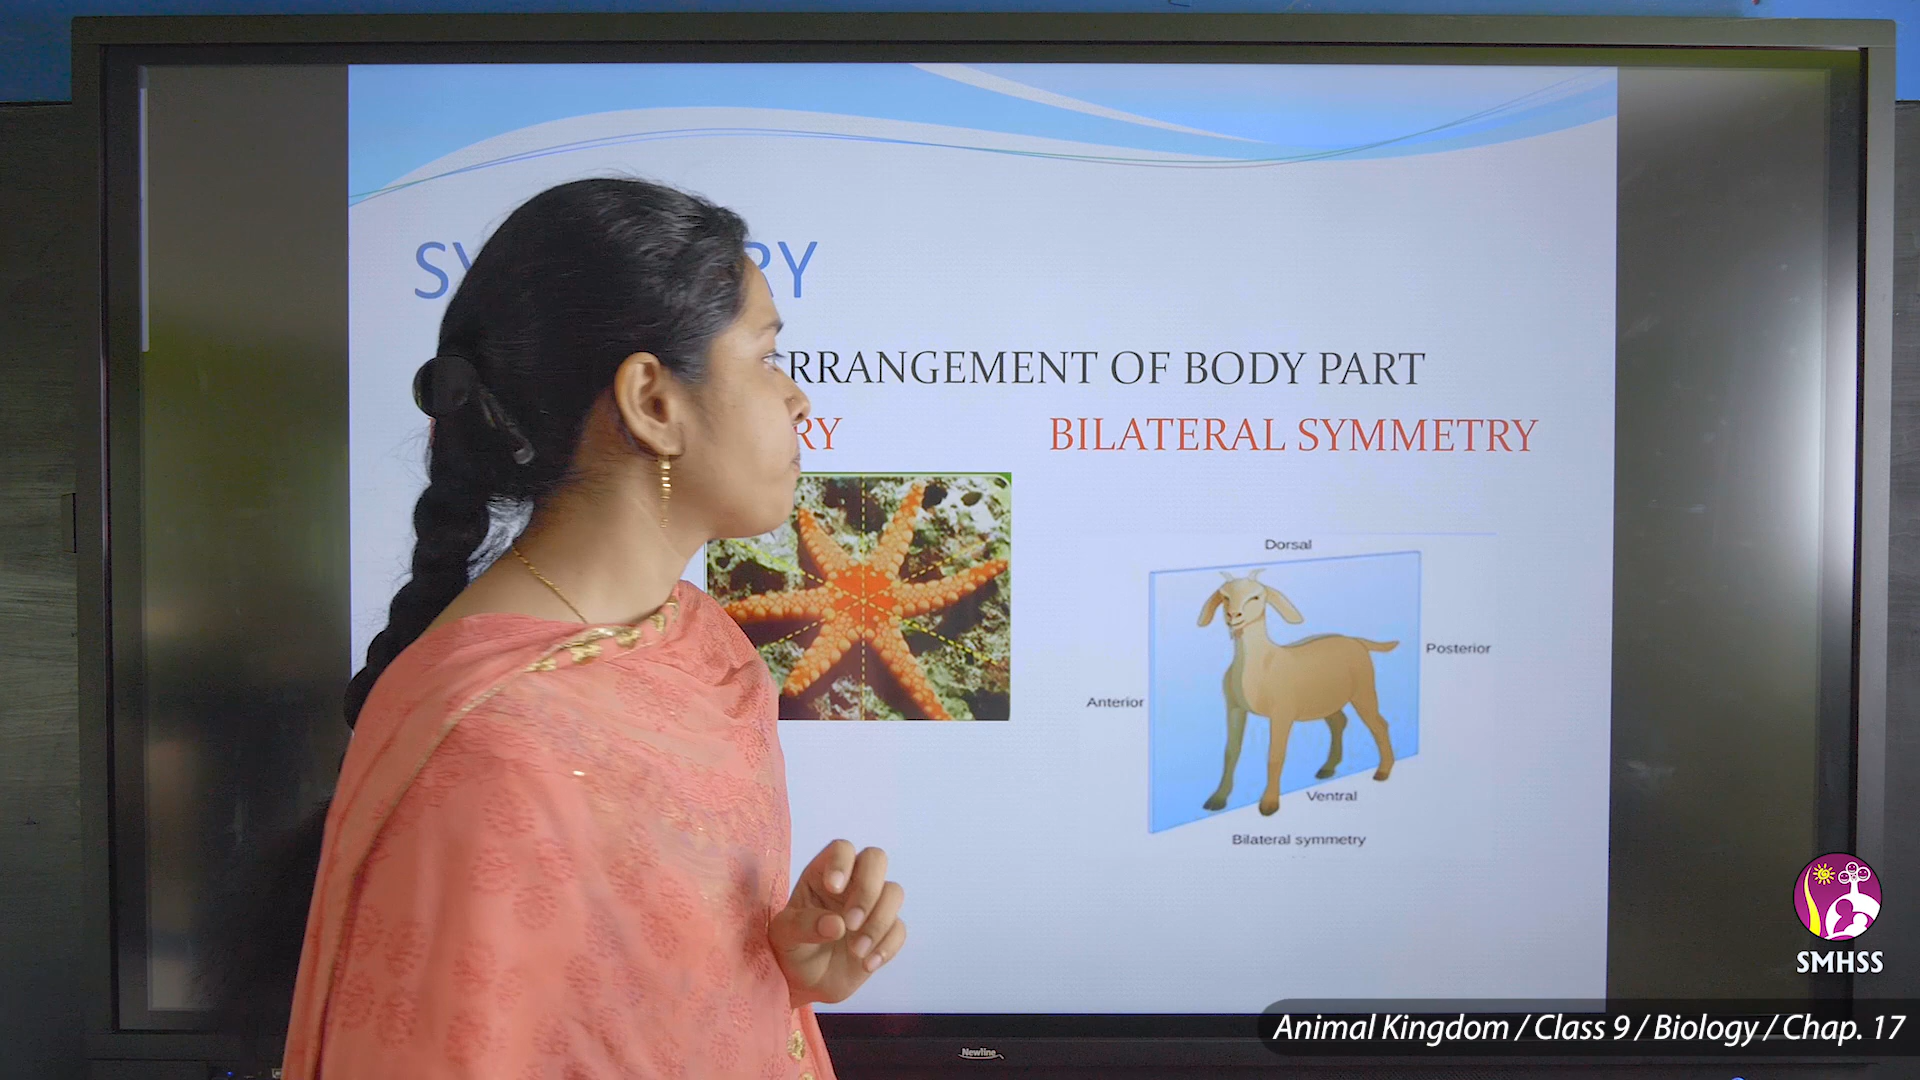 SY RY
RRANGEMENT OF BODY PART
RY
BILATERAL SYMMETRY
Dorsal
Posterior
Anterior
Ventral
Bilateral symmetry
SMHSS
Animal Kingdom / Class 9 / Biology / Chap. 17
Newline